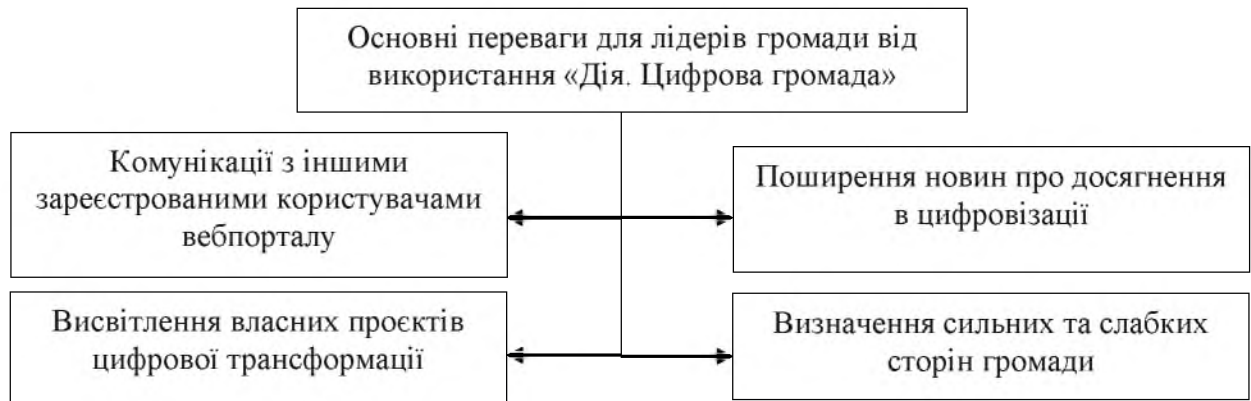 Основні переваги для лідерів громади від
використання «Дія. Цифрова громада»
Комунікації з іншими
зареєстрованими користувачами
вебпорталу
Поширення новин про досягнення
в цифровізації
Висвітлення власних проєктів
цифрової трансформації
Визначення сильних та слабких
сторін громади